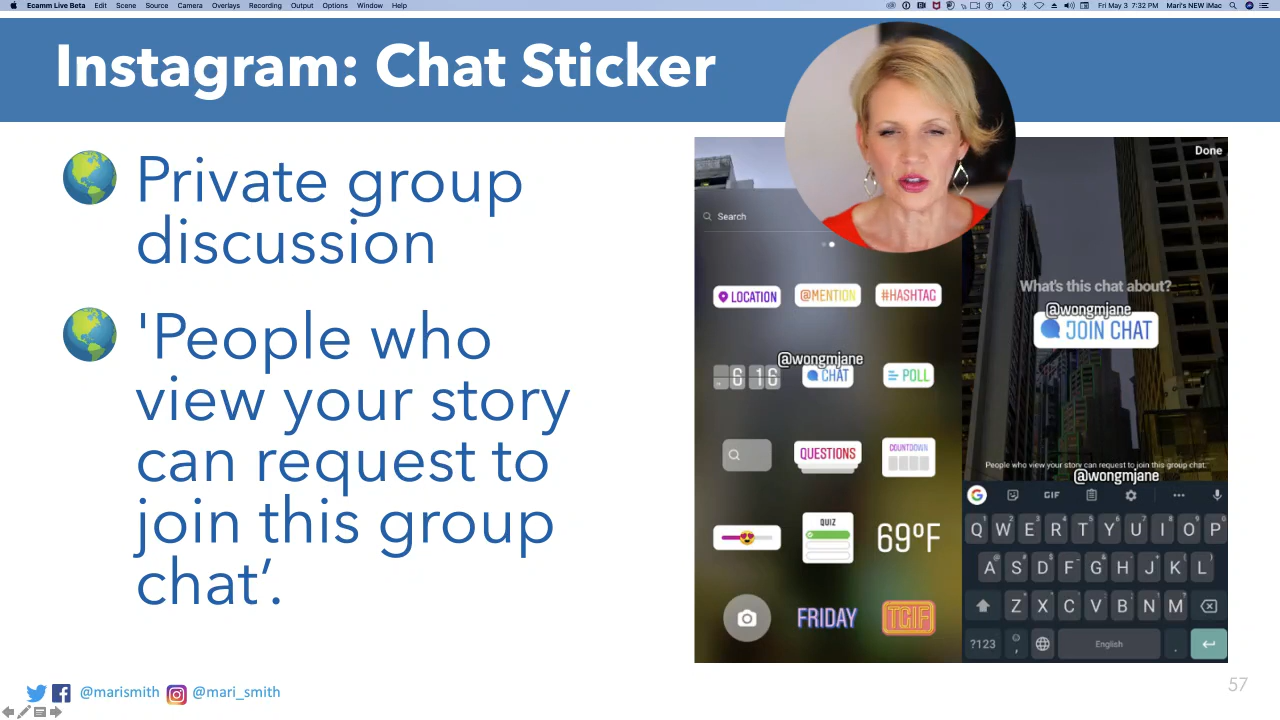 Ecamm Live Beta Edit Scene Source Camera Overlays Recording Output Options Window Help
Fri May 3 7:32 PM Mari's NEW iMac
Instagram: Chat Sticker
Private group
discussion
'People who
view your story
can request to
join this group
chat’.
Search
LOCATION @MENTION #HASHTAG
@wongmjane
6 16 CHAT POLL
QUESTIONS COUNTDOWN
QUIZ
69°F
FRIDAY TGIF
Done
What's this chat about?
@wongmjane
JOIN CHAT
People who view your story can request to join this group chat.
@wongmjane
G GIF
Q W E R T Y U I O P
A S D F G H J K L
Z X C V B N M
?123 , English .
@marismith @mari_smith
57